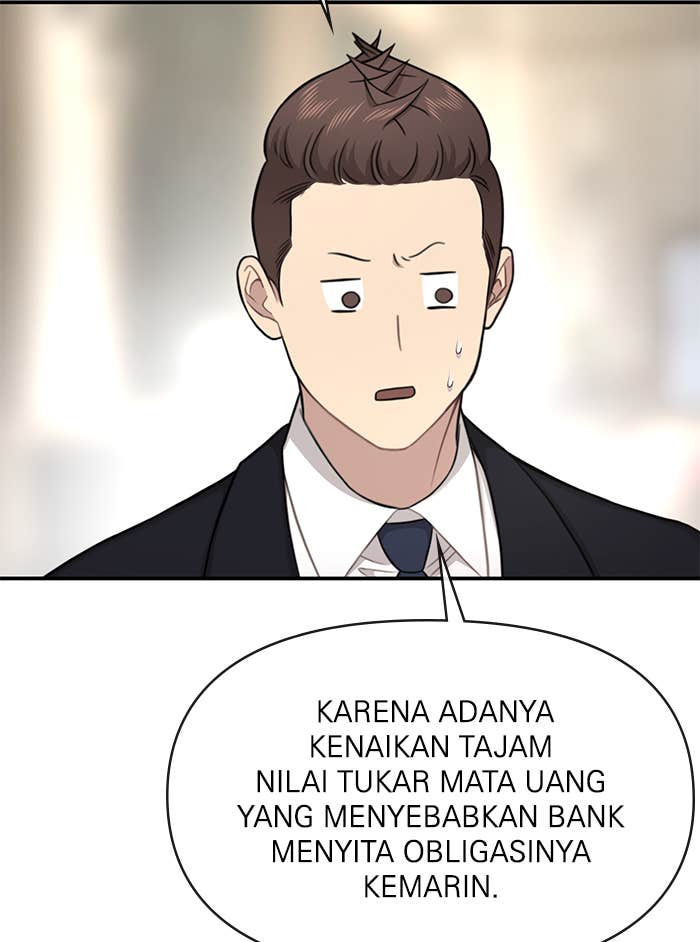 KARENA ADANYA
KENAIKAN TAJAM
NILAI TUKAR MATA UANG
YANG MENYEBABKAN BANK
MENYITA OBLIGASINYA
KEMARIN.